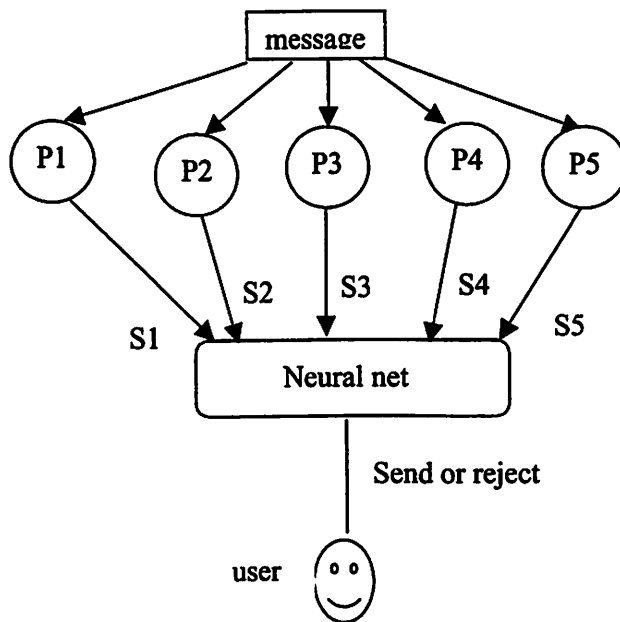 message
P1
P2
P3
P4
P5
S1
S2
S3
S4
S5
Neural net
Send or reject
user